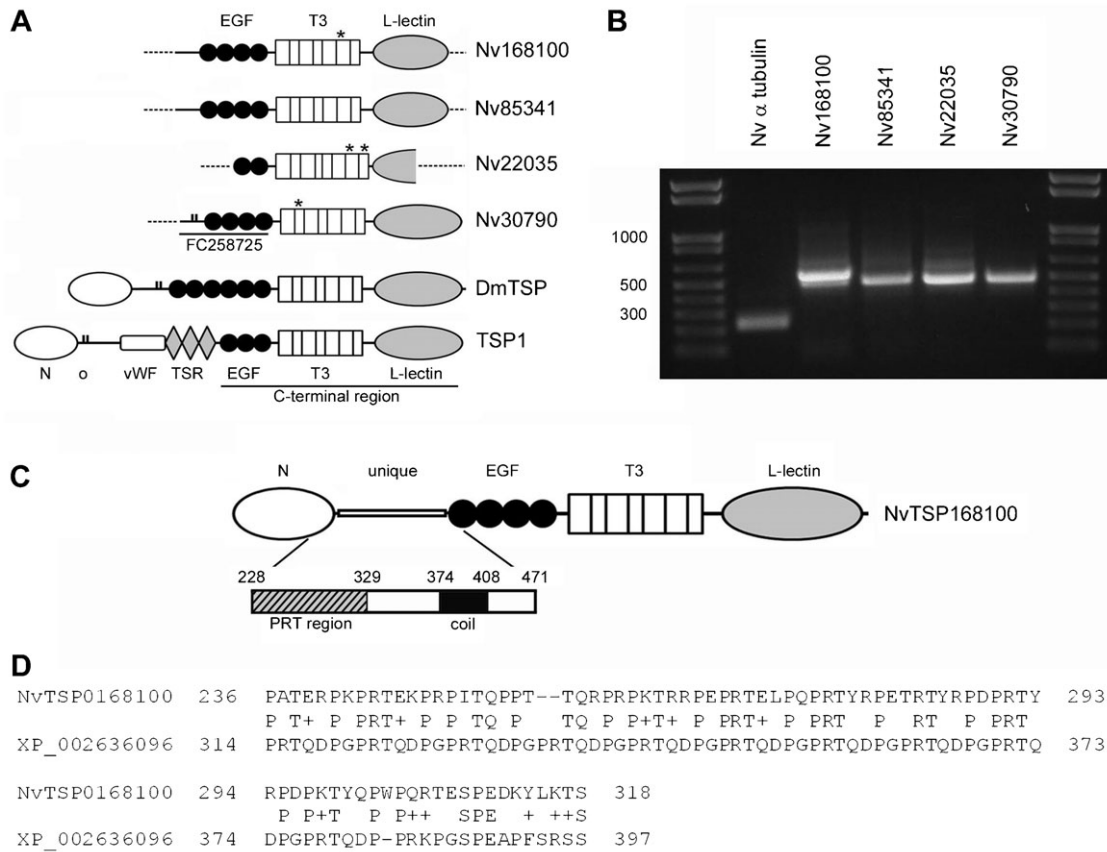 A
EGF T3 L-lectin
* Nv168100
Nv85341
* * Nv22035
* Nv30790
FC258725
DmTSP
TSP1
N o vWF TSR EGF T3 L-lectin
C-terminal region
B
Nv α tubulin
Nv168100
Nv85341
Nv22035
Nv30790
1000
500
300
C
N unique EGF T3 L-lectin
NvTSP168100
228 329 374 408 471
PRT region coil
D
NvTSP0168100 236 PATERPKPRTEKPRPITQPPT--TQRPRPKTRRPEPRTELPQPRTYRPETRTYRPDPRTY 293
P T+ P PRT+ P P TQ P TQ P P+T+ P PRT+ P PRT P RT P PRT
XP_002636096 314 PRTQDPGPRTQDPGPRTQDPGPRTQDPGPRTQDPGPRTQDPGPRTQDPGPRTQDPGPRTQ 373
NvTSP0168100 294 RPDPKTYQPWPQRTESPEDKYLKTS 318
P P+T P P++ SPE + ++S
XP_002636096 374 DPGPRTQDP-PRKPGSPEAPFSRSS 397